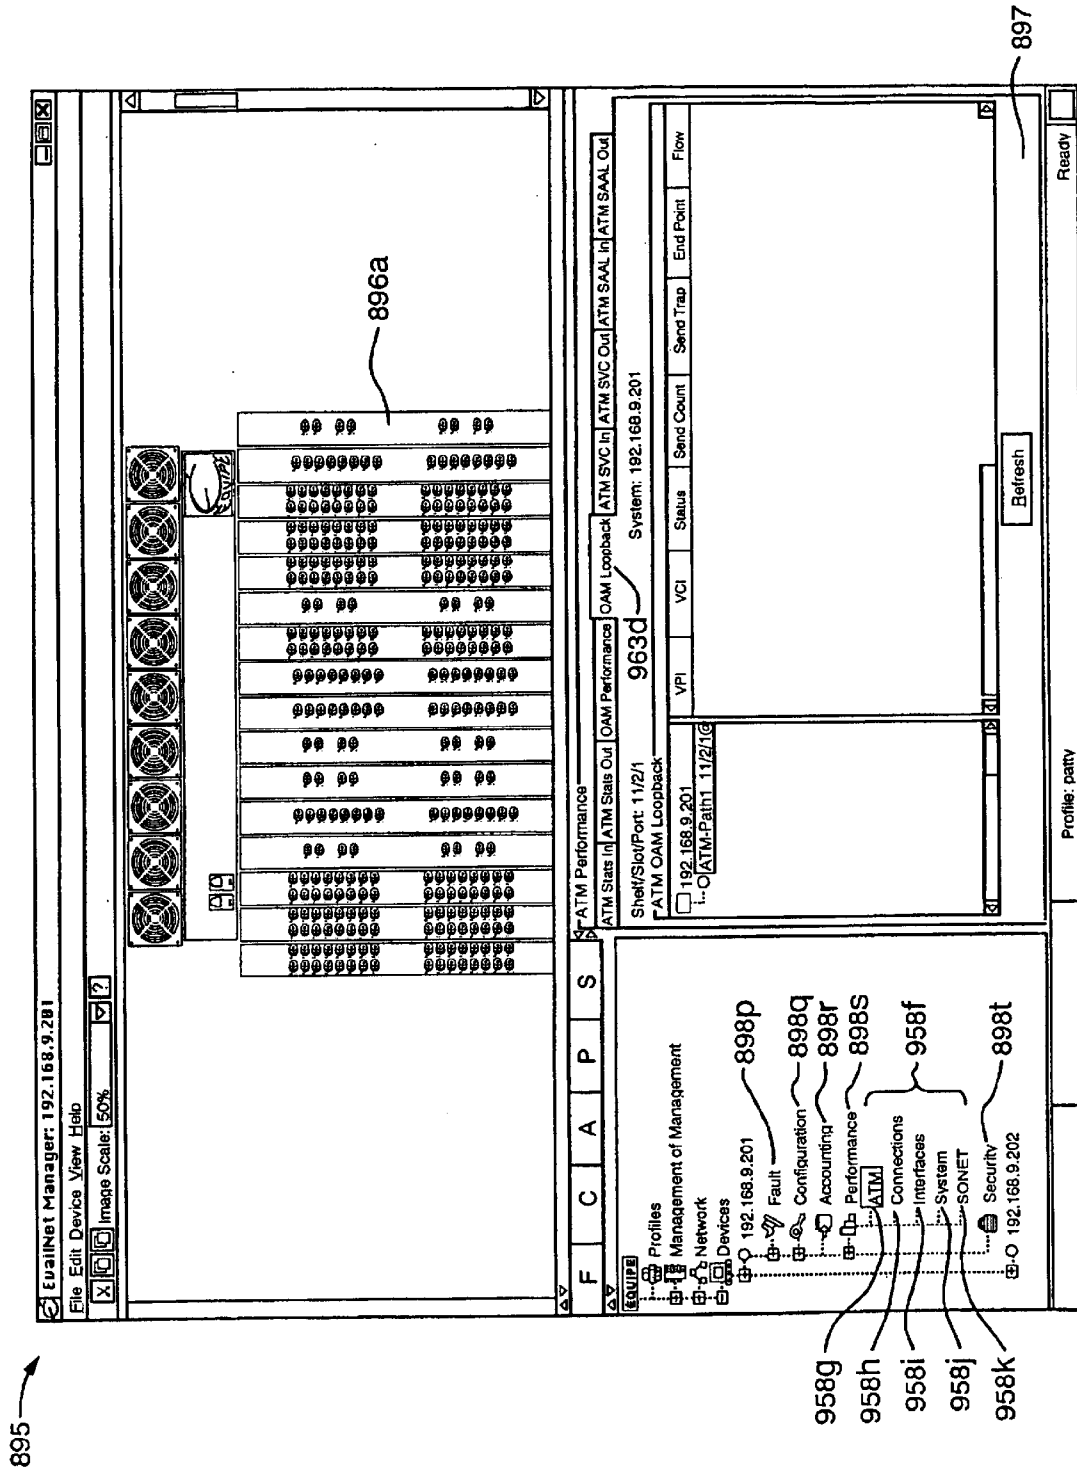 895
EvailNet Manager: 192.168.9.201
File Edit Device View Help
X Image Scale: 50% ?
896a
F C A P S
EQUIPE
Profiles
Management of Management
Network
Devices
192.168.9.201
Fault
Configuration
Accounting
Performance
ATM
Connections
Interfaces
System
SONET
Security
192.168.9.202
898p
898q
898r
898s
958f
898t
958g
958h
958i
958j
958k
ATM Performance
ATM Stats In ATM Stats Out OAM Performance OAM Loopback ATM SVC In ATM SVC Out ATM SAAL In ATM SAAL Out
Shelf/Slot/Port: 11/2/1 963d System: 192.168.9.201
ATM OAM Loopback
192.168.9.201
ATM-Path1_11/2/1@
VPI VCI Status Send Count Send Trap End Point Flow
Refresh
897
Profile: patty
Ready